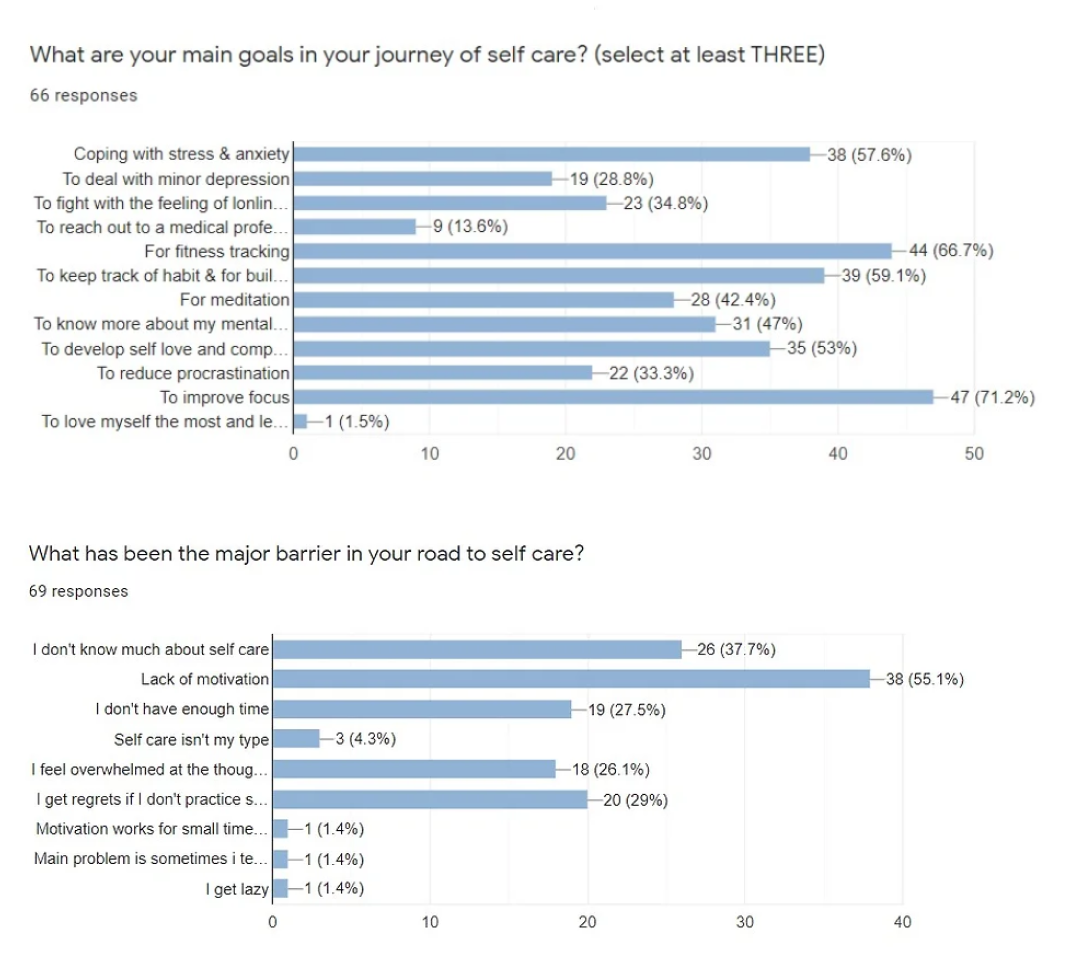 What are your main goals in your journey of self care? (select at least THREE)
66 responses
Coping with stress & anxiety 38 (57.6%)
To deal with minor depression 19 (28.8%)
To fight with the feeling of lonlin... 23 (34.8%)
To reach out to a medical profe... 9 (13.6%)
For fitness tracking 44 (66.7%)
To keep track of habit & for buil... 39 (59.1%)
For meditation 28 (42.4%)
To know more about my mental... 31 (47%)
To develop self love and comp... 35 (53%)
To reduce procrastination 22 (33.3%)
To improve focus 47 (71.2%)
To love myself the most and le... 1 (1.5%)
0 10 20 30 40 50
What has been the major barrier in your road to self care?
69 responses
I don't know much about self care 26 (37.7%)
Lack of motivation 38 (55.1%)
I don't have enough time 19 (27.5%)
Self care isn't my type 3 (4.3%)
I feel overwhelmed at the thoug... 18 (26.1%)
I get regrets if I don't practice s... 20 (29%)
Motivation works for small time... 1 (1.4%)
Main problem is sometimes i te... 1 (1.4%)
I get lazy 1 (1.4%)
0 10 20 30 40